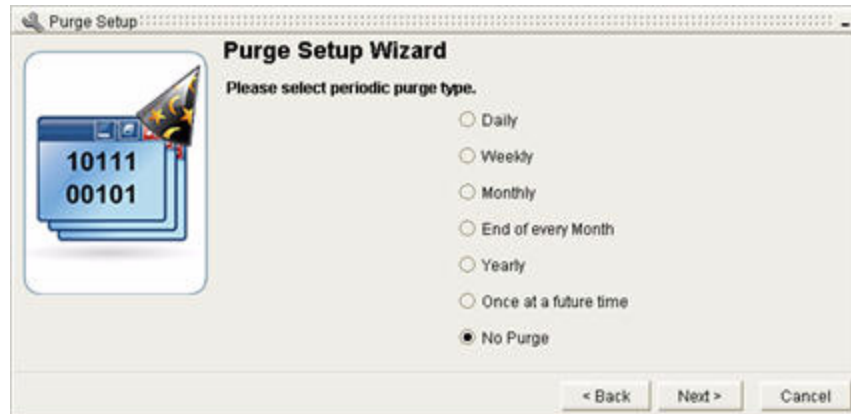 Purge Setup
Purge Setup Wizard
Please select periodic purge type.
10111
00101
Daily
Weekly
Monthly
End of every Month
Yearly
Once at a future time
No Purge
< Back
Next >
Cancel